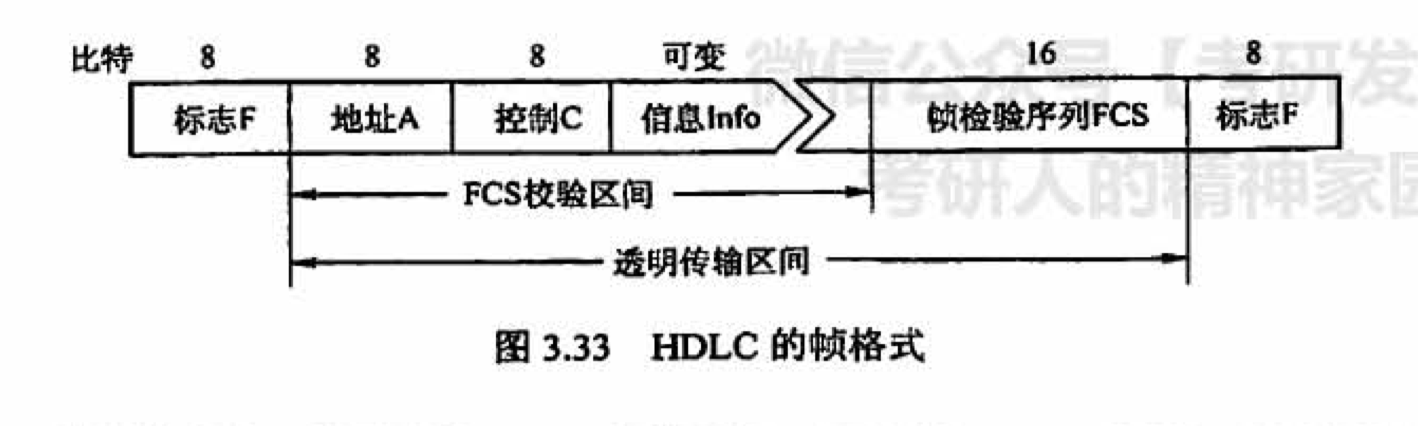 比特 8 8 8 可变 16 8
标志F 地址A 控制C 信息Info 帧检验序列FCS 标志F
FCS校验区间
透明传输区间
图 3.33 HDLC 的帧格式
微信公众号【考研发
考研人的精神家园